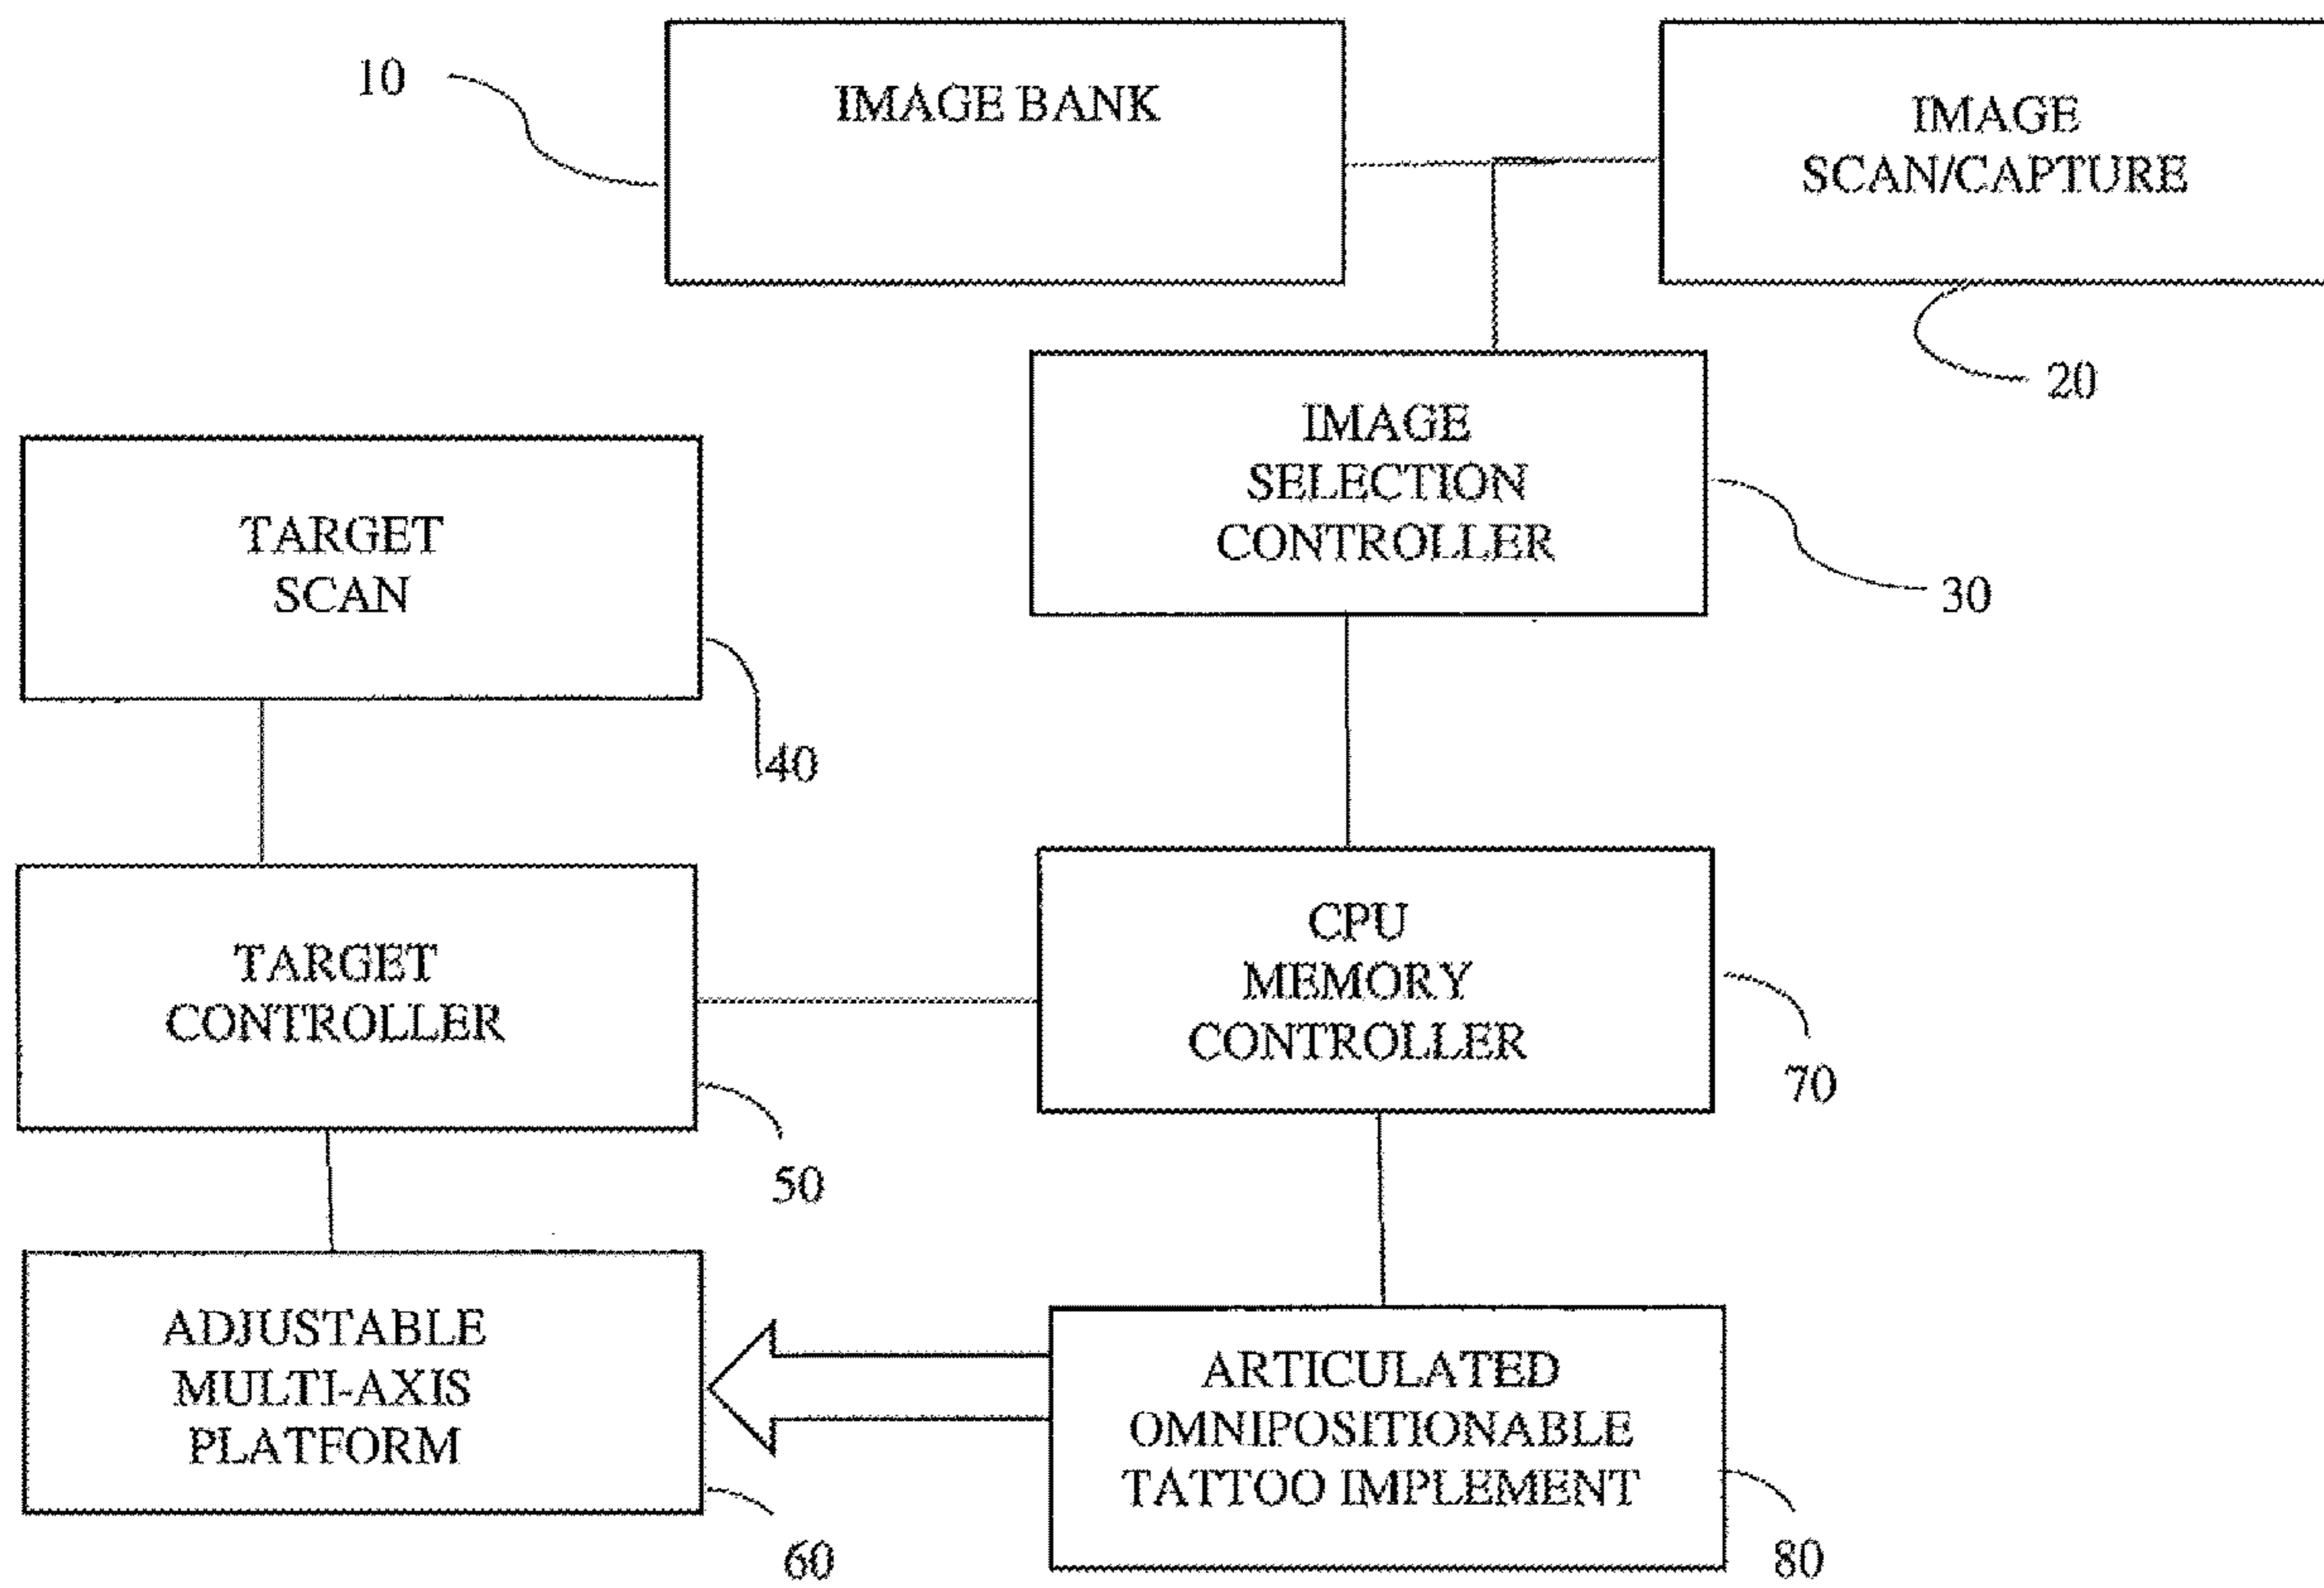 10
IMAGE BANK
IMAGE
SCAN/CAPTURE
20
IMAGE
SELECTION
CONTROLLER
30
TARGET
SCAN
40
TARGET
CONTROLLER
50
CPU
MEMORY
CONTROLLER
70
ADJUSTABLE
MULTI-AXIS
PLATFORM
60
ARTICULATED
OMNIPOSITIONABLE
TATTOO IMPLEMENT
80